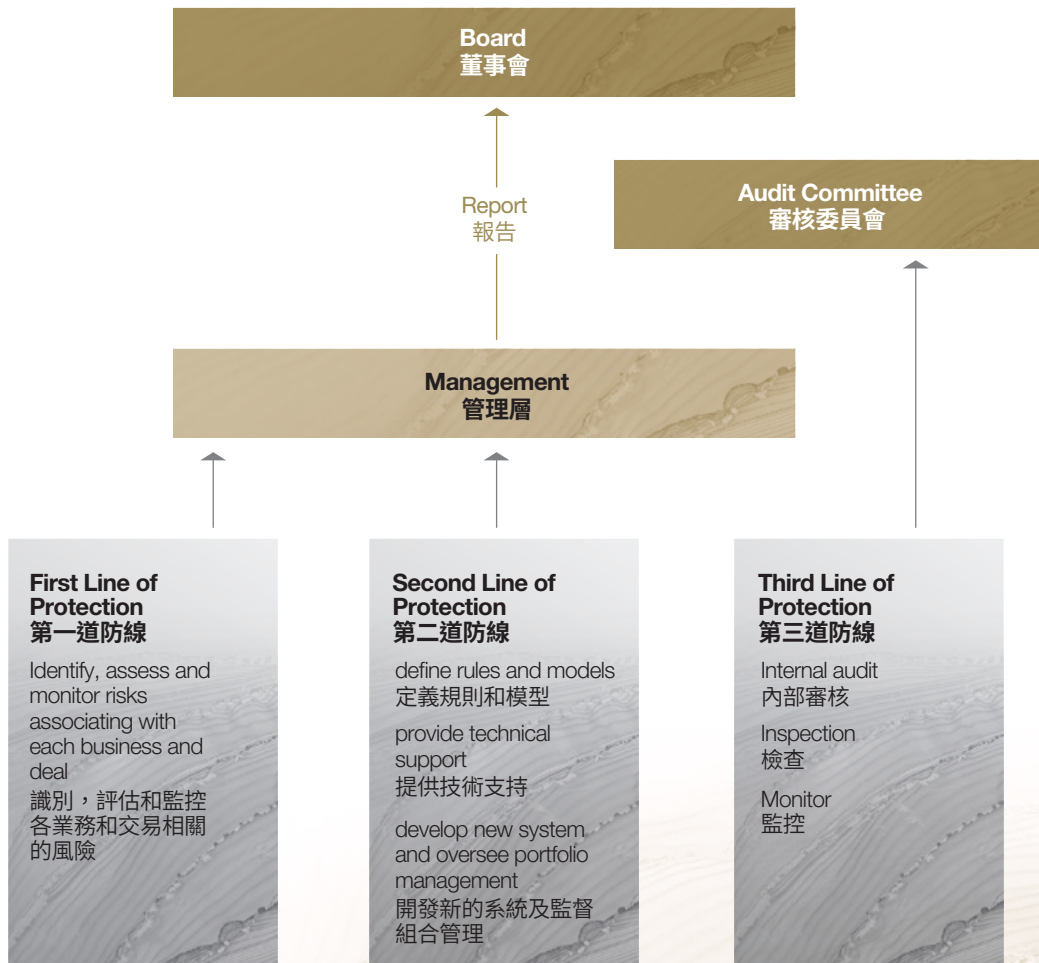 Board
董事會
Audit Committee
審核委員會
Report
報告
Management
管理層
First Line of
Protection
第一道防線
Identify, assess and
monitor risks
associating with
each business and
deal
識別，評估和監控
各業務和交易相關
的風險
Second Line of
Protection
第二道防線
define rules and models
定義規則和模型
provide technical
support
提供技術支持
develop new system
and oversee portfolio
management
開發新的系統及監督
組合管理
Third Line of
Protection
第三道防線
Internal audit
內部審核
Inspection
檢查
Monitor
監控